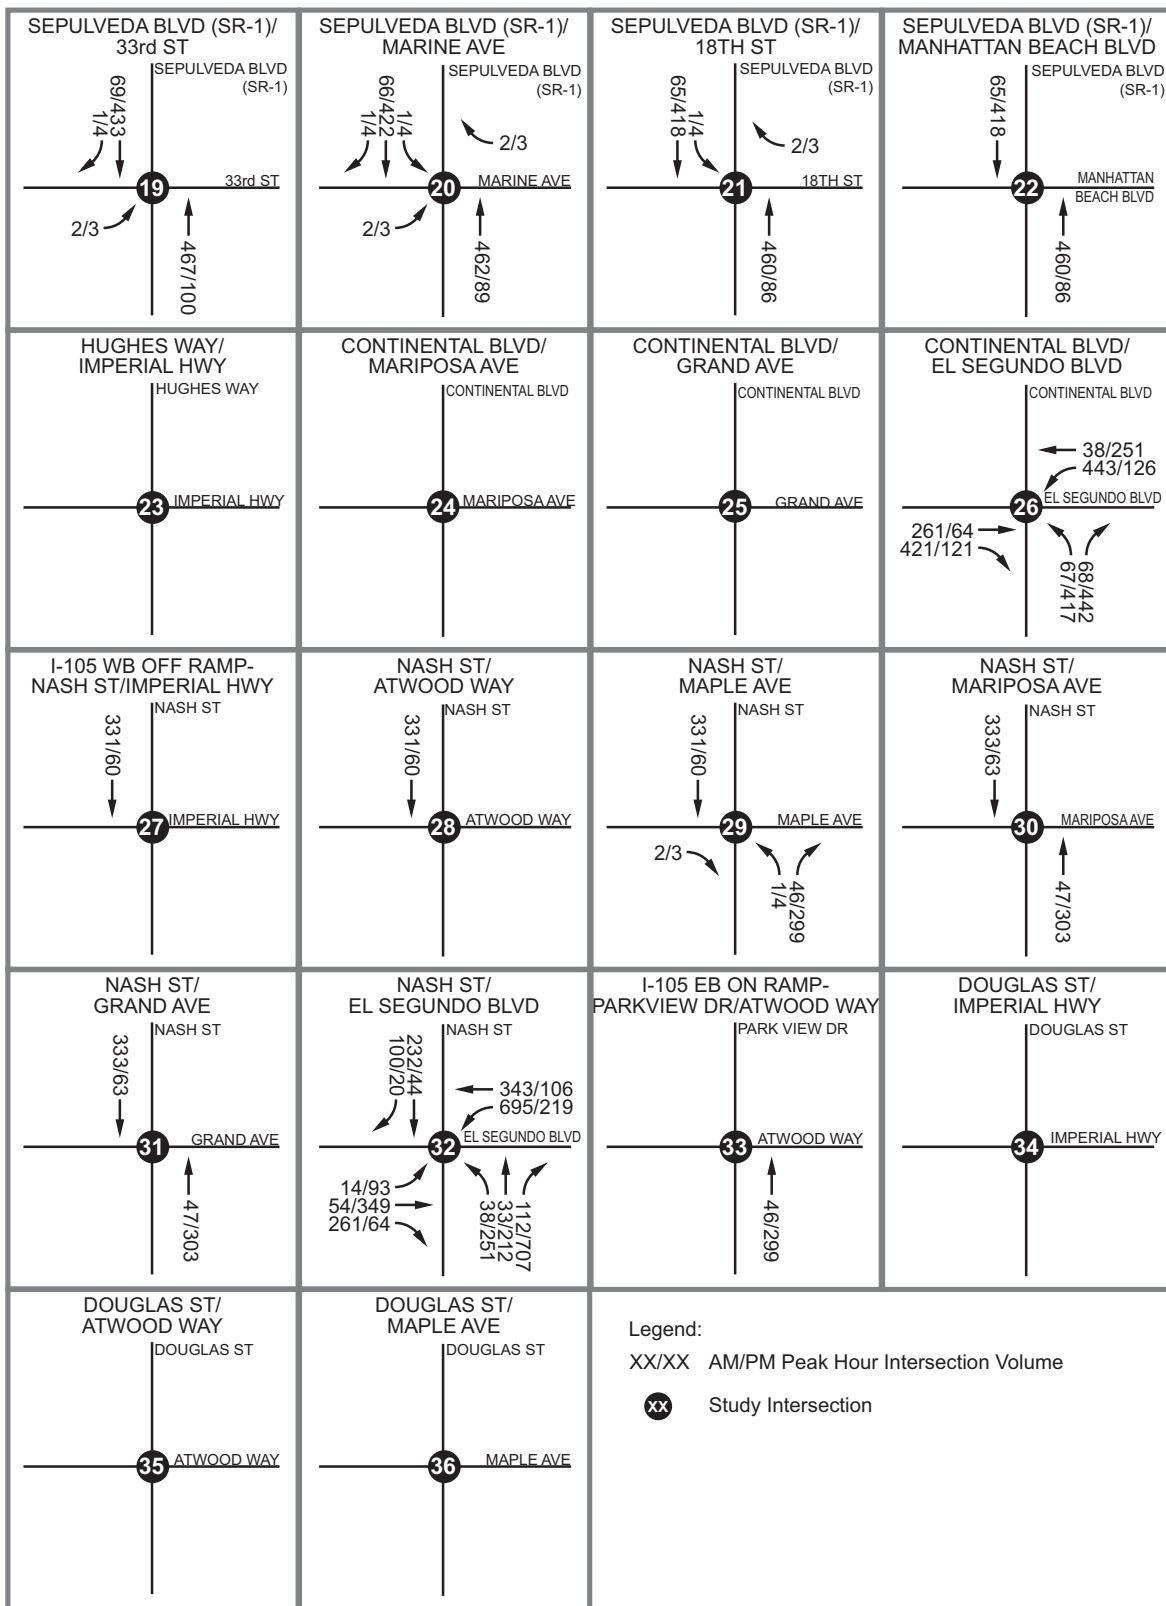 SEPULVEDA BLVD (SR-1)/
33rd ST
SEPULVEDA BLVD
(SR-1)
69/433
1/4
19
33rd ST
2/3
467/100
SEPULVEDA BLVD (SR-1)/
MARINE AVE
SEPULVEDA BLVD
(SR-1)
1/4
66/422
1/4
2/3
20
MARINE AVE
2/3
462/89
SEPULVEDA BLVD (SR-1)/
18TH ST
SEPULVEDA BLVD
(SR-1)
1/4
65/418
2/3
21
18TH ST
460/86
SEPULVEDA BLVD (SR-1)/
MANHATTAN BEACH BLVD
SEPULVEDA BLVD
(SR-1)
65/418
22
MANHATTAN
BEACH BLVD
460/86
HUGHES WAY/
IMPERIAL HWY
HUGHES WAY
23
IMPERIAL HWY
CONTINENTAL BLVD/
MARIPOSA AVE
CONTINENTAL BLVD
24
MARIPOSA AVE
CONTINENTAL BLVD/
GRAND AVE
CONTINENTAL BLVD
25
GRAND AVE
CONTINENTAL BLVD/
EL SEGUNDO BLVD
CONTINENTAL BLVD
38/251
443/126
26
EL SEGUNDO BLVD
261/64
421/121
68/442
67/417
I-105 WB OFF RAMP-
NASH ST/IMPERIAL HWY
NASH ST
331/60
27
IMPERIAL HWY
NASH ST/
ATWOOD WAY
NASH ST
331/60
28
ATWOOD WAY
NASH ST/
MAPLE AVE
NASH ST
331/60
29
MAPLE AVE
2/3
46/299
1/4
NASH ST/
MARIPOSA AVE
NASH ST
333/63
30
MARIPOSA AVE
47/303
NASH ST/
GRAND AVE
NASH ST
333/63
31
GRAND AVE
47/303
NASH ST/
EL SEGUNDO BLVD
NASH ST
232/44
100/20
343/106
695/219
32
EL SEGUNDO BLVD
14/93
54/349
261/64
112/707
33/212
38/251
I-105 EB ON RAMP-
PARKVIEW DR/ATWOOD WAY
PARK VIEW DR
33
ATWOOD WAY
46/299
DOUGLAS ST/
IMPERIAL HWY
DOUGLAS ST
34
IMPERIAL HWY
DOUGLAS ST/
ATWOOD WAY
DOUGLAS ST
35
ATWOOD WAY
DOUGLAS ST/
MAPLE AVE
DOUGLAS ST
36
MAPLE AVE
Legend:
XX/XX AM/PM Peak Hour Intersection Volume
XX Study Intersection